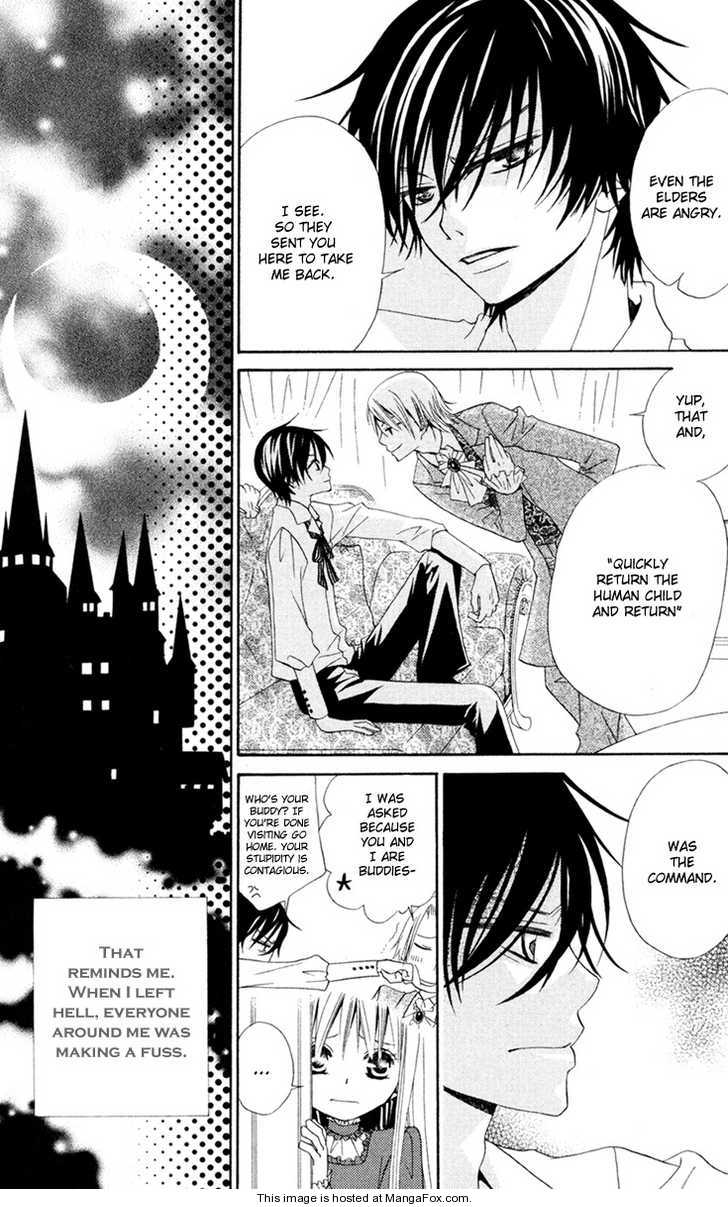 EVEN THE
ELDERS
ARE ANGRY.
I SEE.
SO THEY
SENT YOU
HERE TO TAKE
ME BACK.
YUP,
THAT
AND,
"QUICKLY
RETURN THE
HUMAN CHILD
AND RETURN"
WAS
THE
COMMAND.
I WAS
ASKED
BECAUSE
YOU AND
I ARE
BUDDIES-
WHO'S YOUR
BUDDY? IF
YOU'RE DONE
VISITING GO
HOME. YOUR
STUPIDITY IS
CONTAGIOUS.
...
THAT
REMINDS ME.
WHEN I LEFT
HELL, EVERYONE
AROUND ME WAS
MAKING A FUSS.
This image is hosted at MangaFox.com.